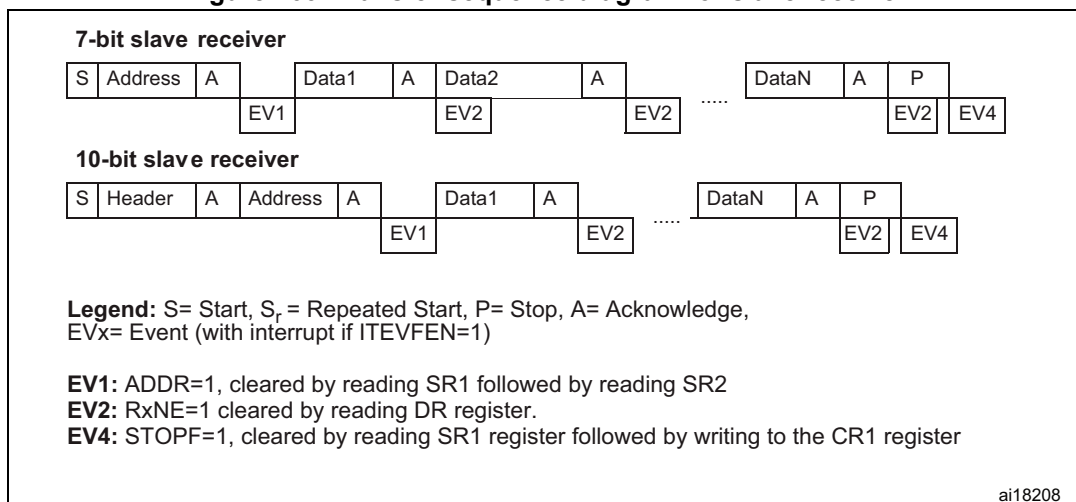 7-bit slave receiver
S Address A Data1 A Data2 A ..... DataN A P
EV1 EV2 EV2 EV2 EV4
10-bit slave receiver
S Header A Address A Data1 A ..... DataN A P
EV1 EV2 EV2 EV4
Legend: S= Start, Sr = Repeated Start, P= Stop, A= Acknowledge,
EVx= Event (with interrupt if ITEVFEN=1)
EV1: ADDR=1, cleared by reading SR1 followed by reading SR2
EV2: RxNE=1 cleared by reading DR register.
EV4: STOPF=1, cleared by reading SR1 register followed by writing to the CR1 register
ai18208